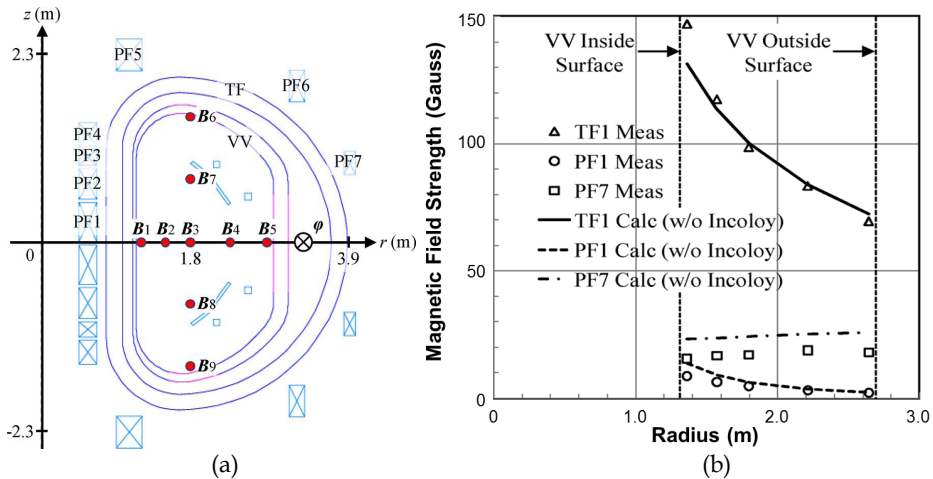 z (m)
2.3
PF5
PF6
TF
B6
VV
PF4
PF3
PF7
PF2
B7
PF1
B1 B2 B3 B4 B5 φ
r (m)
0
1.8
3.9
B8
B9
-2.3
(a)
Magnetic Field Strength (Gauss)
150
VV Inside
Surface
VV Outside
Surface
TF1 Meas
100
PF1 Meas
PF7 Meas
TF1 Calc (w/o Incoloy)
50
PF1 Calc (w/o Incoloy)
PF7 Calc (w/o Incoloy)
0
0 1.0 2.0 3.0
Radius (m)
(b)